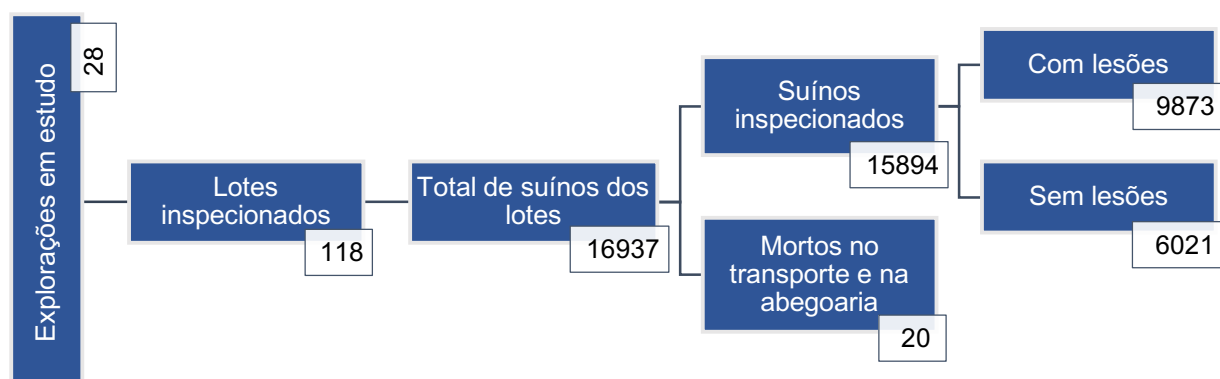 Explorações em estudo
28
Lotes
inspecionados
118
Total de suínos dos
lotes
16937
Suínos
inspecionados
15894
Mortos no
transporte e na
abegoaria
20
Com lesões
9873
Sem lesões
6021